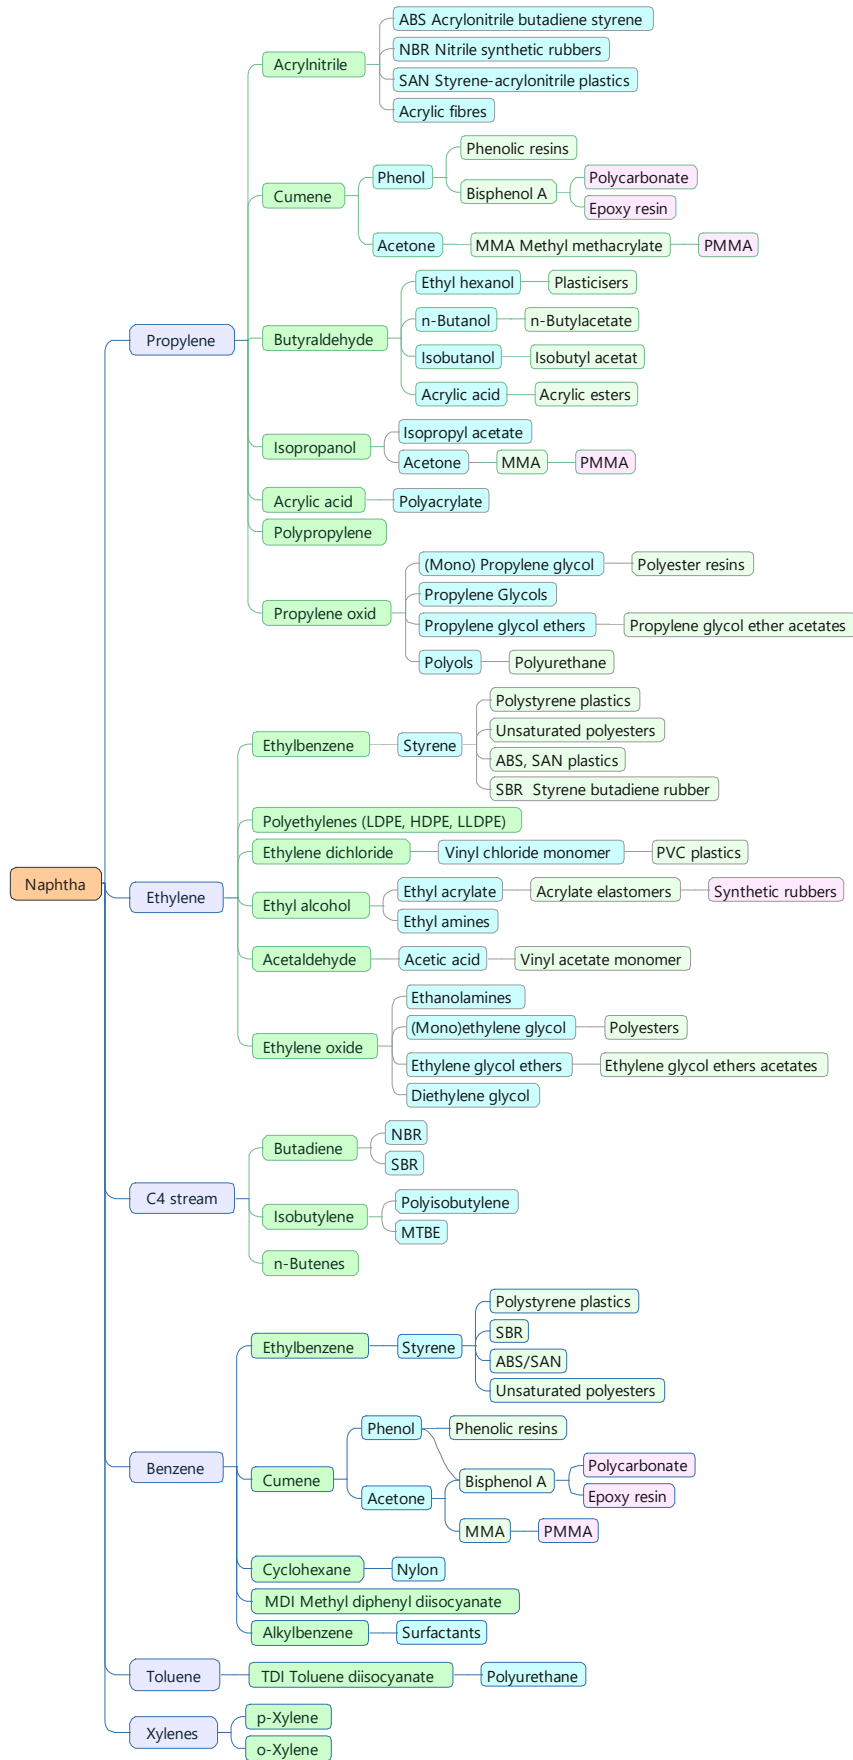 ABS Acrylonitrile butadiene styrene
NBR Nitrile synthetic rubbers
Acrylnitrile
SAN Styrene-acrylonitrile plastics
Acrylic fibres
Phenolic resins
Phenol
Polycarbonate
Bisphenol A
Cumene
Epoxy resin
Acetone
MMA Methyl methacrylate
PMMA
Ethyl hexanol
Plasticisers
n-Butanol
n-Butylacetate
Propylene
Butyraldehyde
Isobutanol
Isobutyl acetat
Acrylic acid
Acrylic esters
Isopropyl acetate
Isopropanol
Acetone
MMA
PMMA
Acrylic acid
Polyacrylate
Polypropylene
(Mono) Propylene glycol
Polyester resins
Propylene Glycols
Propylene oxid
Propylene glycol ethers
Propylene glycol ether acetates
Polyols
Polyurethane
Polystyrene plastics
Unsaturated polyesters
Ethylbenzene
Styrene
ABS, SAN plastics
SBR  Styrene butadiene rubber
Polyethylenes (LDPE, HDPE, LLDPE)
Ethylene dichloride
Vinyl chloride monomer
PVC plastics
Naphtha
Ethylene
Ethyl alcohol
Ethyl acrylate
Acrylate elastomers
Synthetic rubbers
Ethyl amines
Acetaldehyde
Acetic acid
Vinyl acetate monomer
Ethanolamines
(Mono)ethylene glycol
Polyesters
Ethylene oxide
Ethylene glycol ethers
Ethylene glycol ethers acetates
Diethylene glycol
NBR
Butadiene
SBR
C4 stream
Polyisobutylene
Isobutylene
MTBE
n-Butenes
Polystyrene plastics
SBR
Ethylbenzene
Styrene
ABS/SAN
Unsaturated polyesters
Phenol
Phenolic resins
Benzene
Polycarbonate
Cumene
Bisphenol A
Acetone
Epoxy resin
MMA
PMMA
Cyclohexane
Nylon
MDI Methyl diphenyl diisocyanate
Alkylbenzene
Surfactants
Toluene
TDI Toluene diisocyanate
Polyurethane
p-Xylene
Xylenes
o-Xylene